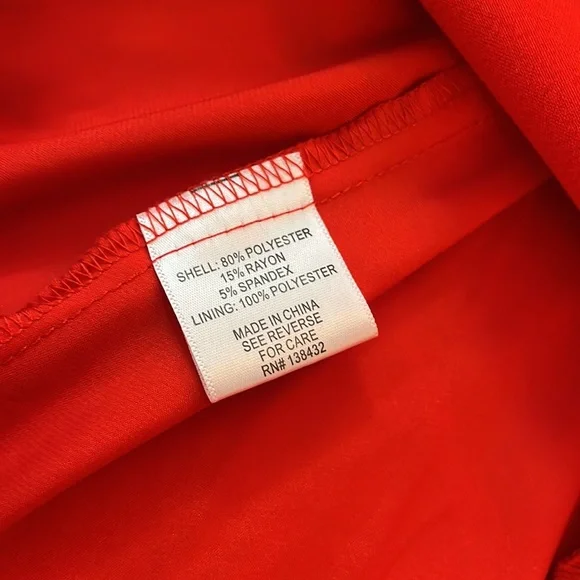 SHELL: 80% POLYESTER
15% RAYON
5% SPANDEX
LINING: 100% POLYESTER
MADE IN CHINA
SEE REVERSE
FOR CARE
RN# 138432